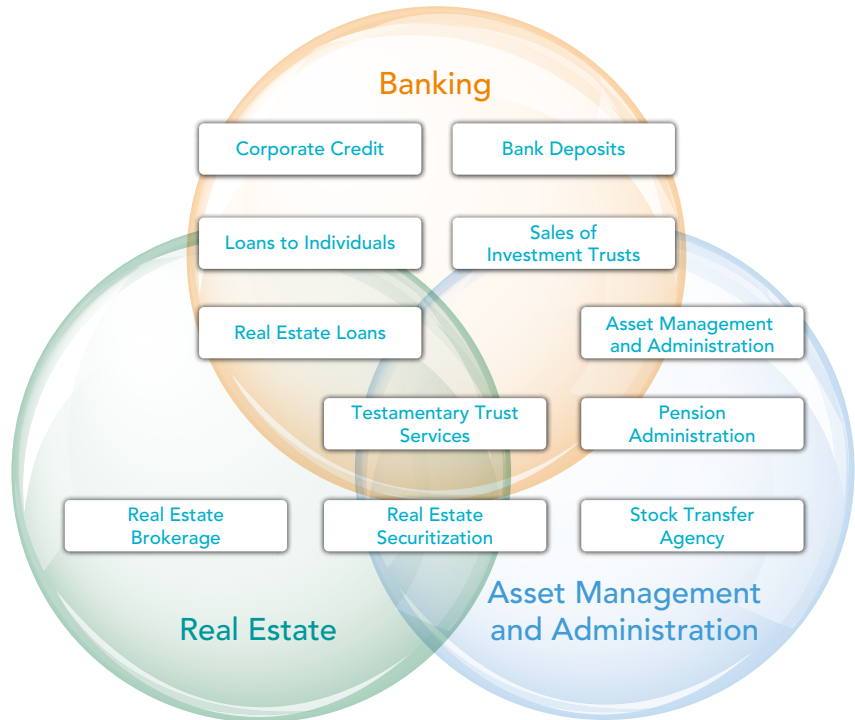 Banking
Corporate Credit
Bank Deposits
Loans to Individuals
Sales of
Investment Trusts
Real Estate Loans
Asset Management
and Administration
Testamentary Trust
Services
Pension
Administration
Real Estate
Brokerage
Real Estate
Securitization
Stock Transfer
Agency
Real Estate
Asset Management
and Administration